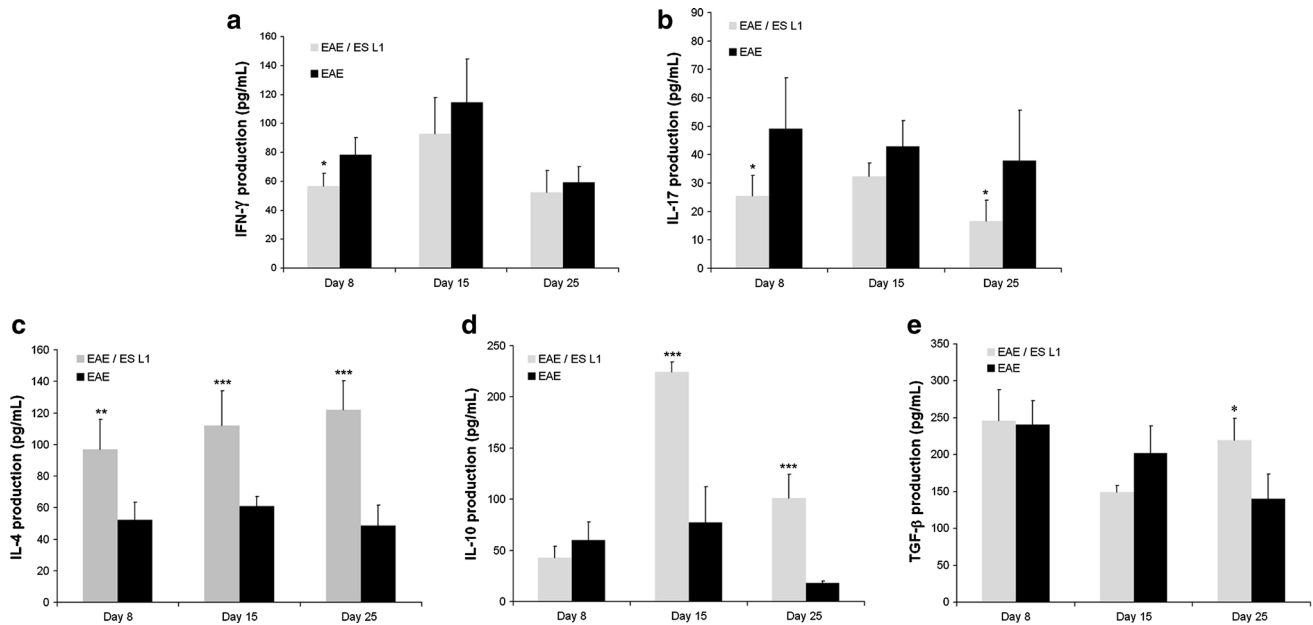 a
IFN-γ production (pg/mL)
160
140
120
100
80
60
40
20
0
EAE / ES L1
EAE
*
Day 8
Day 15
Day 25
b
IL-17 production (pg/mL)
90
80
70
60
50
40
30
20
10
0
EAE / ES L1
EAE
*
*
Day 8
Day 15
Day 25
c
IL-4 production (pg/mL)
160
140
120
100
80
60
40
20
0
EAE / ES L1
EAE
**
***
***
Day 8
Day 15
Day 25
d
IL-10 production (pg/mL)
250
200
150
100
50
0
EAE / ES L1
EAE
***
***
Day 8
Day 15
Day 25
e
TGF-β production (pg/mL)
350
300
250
200
150
100
50
0
EAE / ES L1
EAE
*
Day 8
Day 15
Day 25